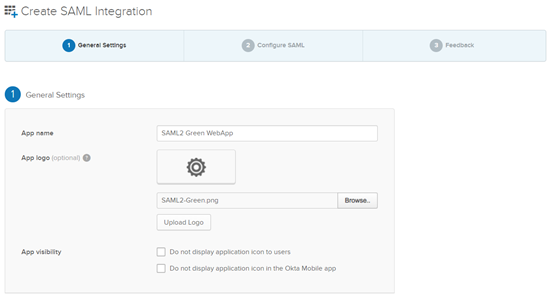 Create SAML Integration
1 General Settings
2 Configure SAML
3 Feedback
1 General Settings
App name
SAML2 Green WebApp
App logo (optional) ?
SAML2-Green.png
Browse..
Upload Logo
App visibility
Do not display application icon to users
Do not display application icon in the Okta Mobile app